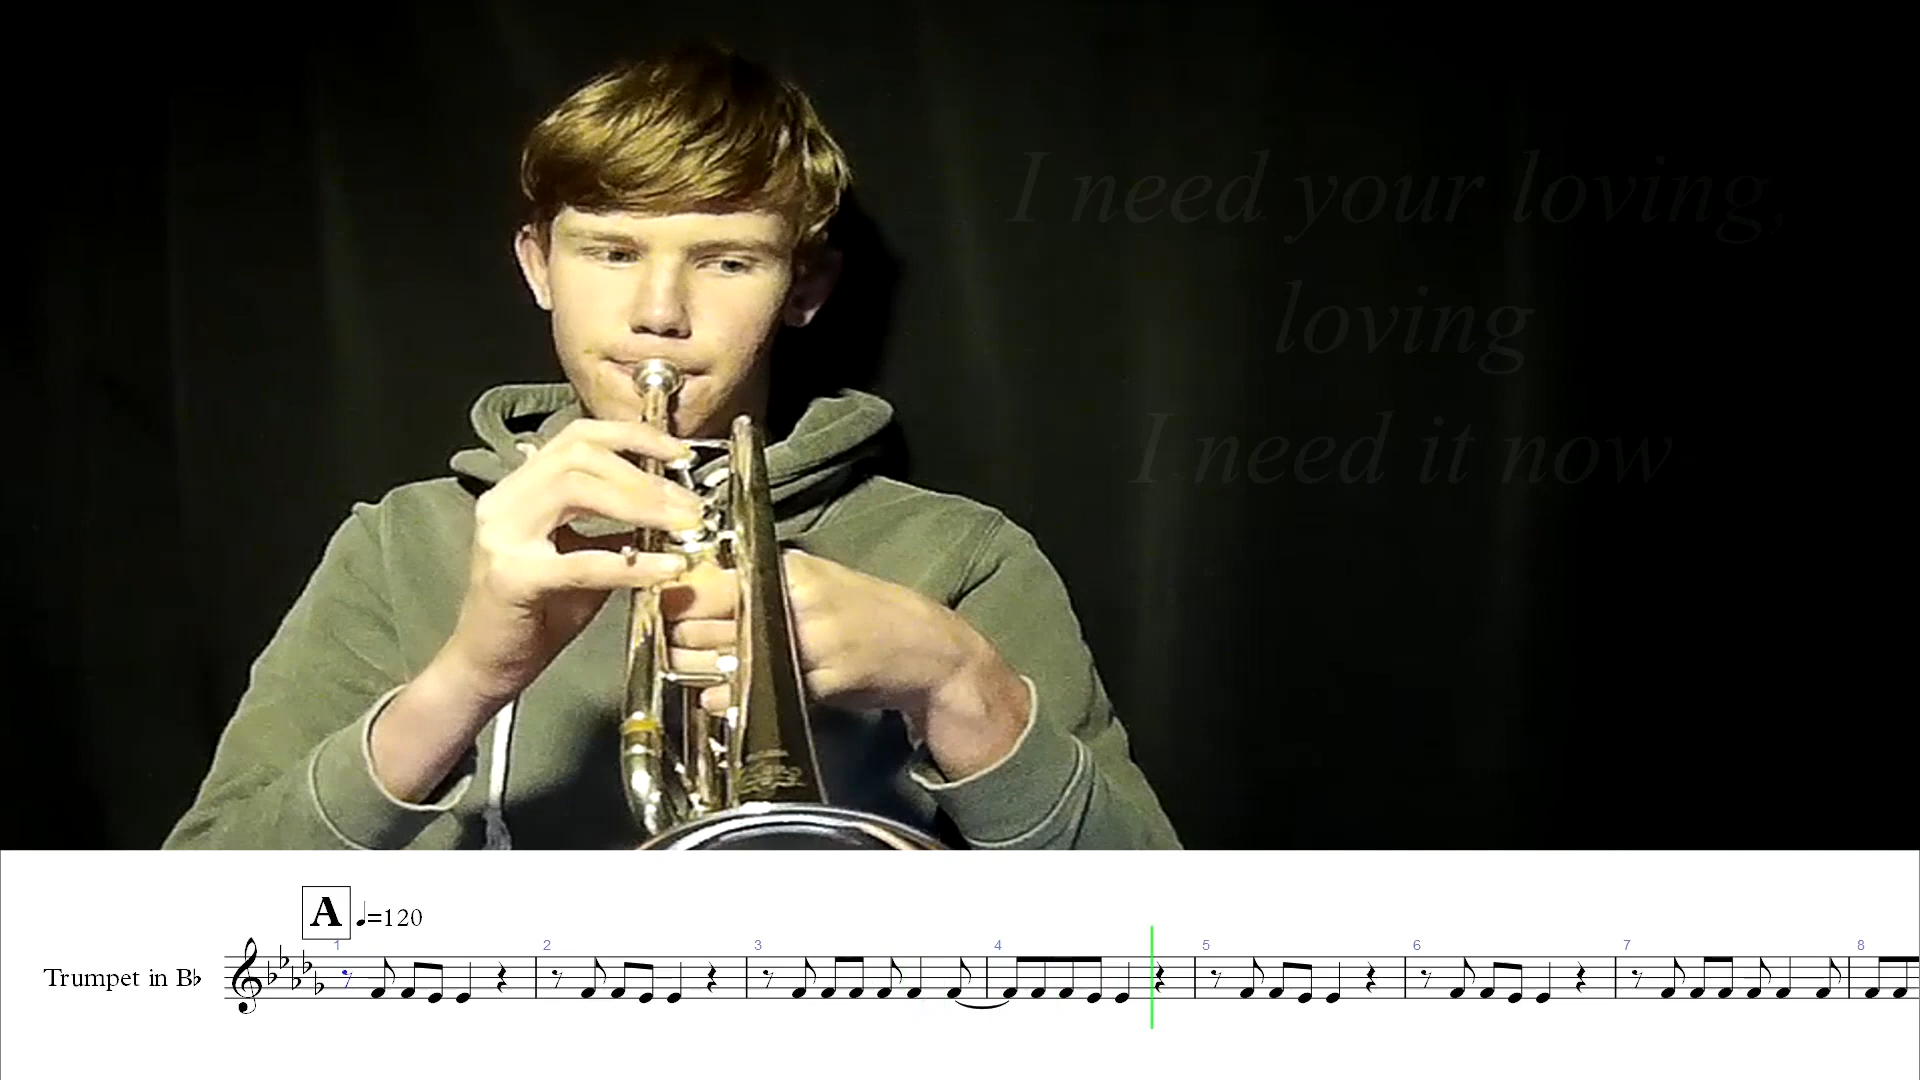 I need your loving,
loving
I need it now
A ♩=120
1 2 3 4 5 6 7 8
Trumpet in B♭